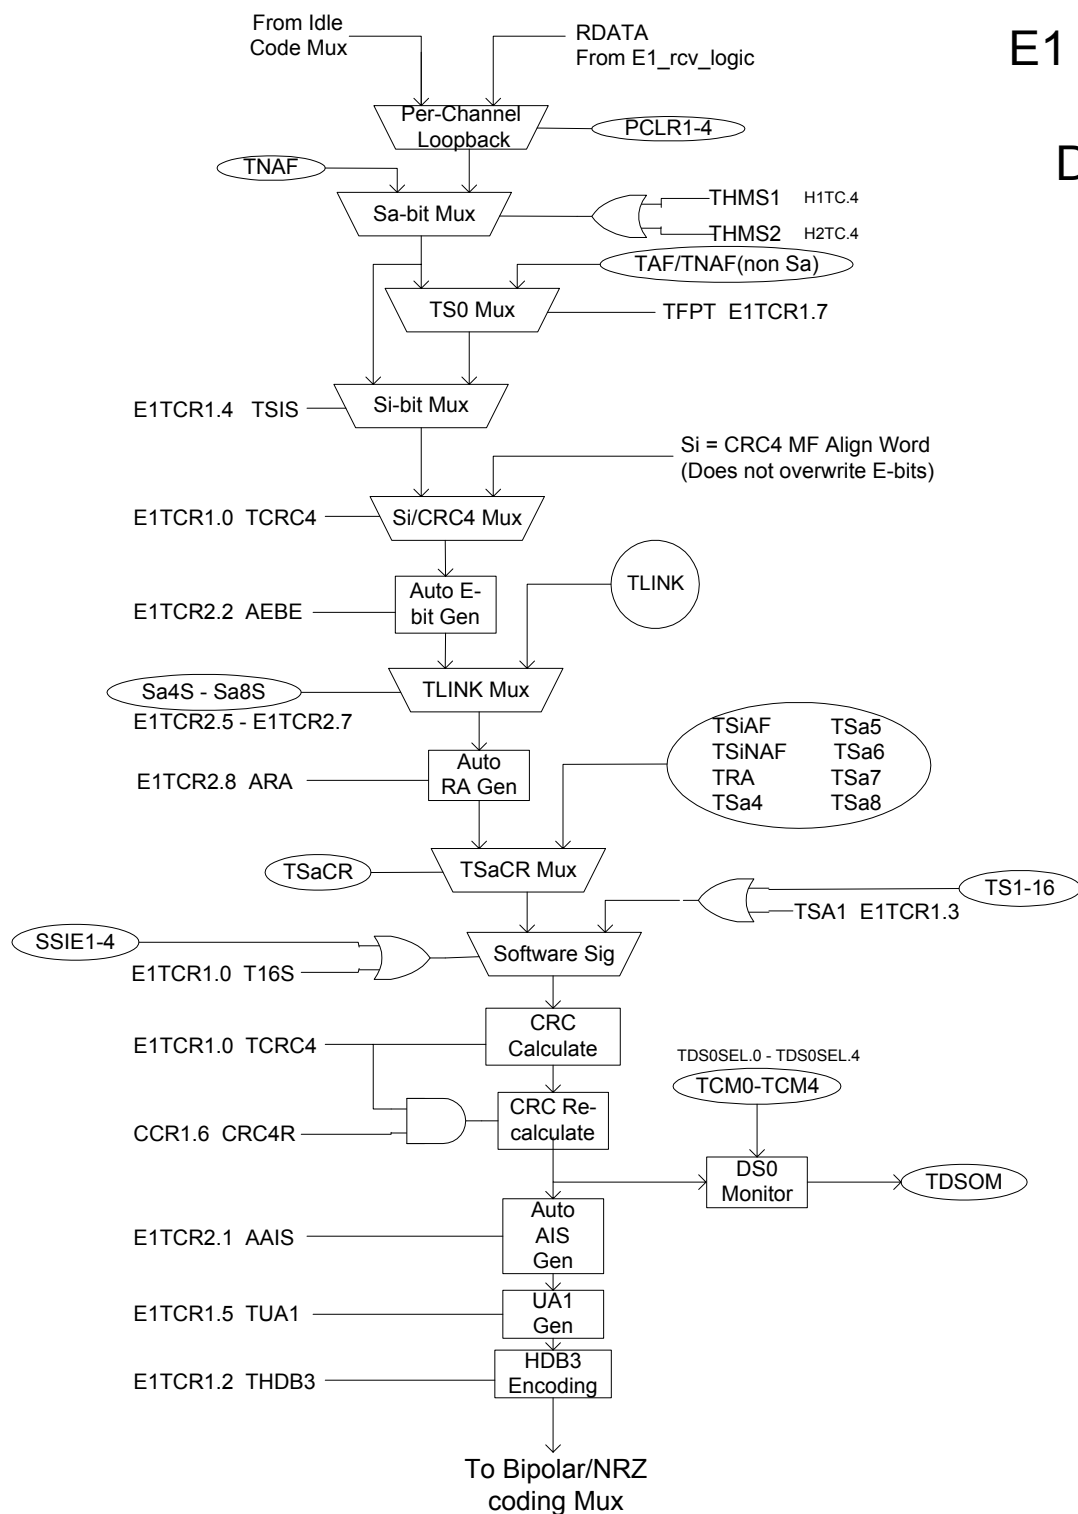 From Idle
Code Mux
RDATA
From E1_rcv_logic
E1
Per-Channel
Loopback
PCLR1-4
D
TNAF
Sa-bit Mux
THMS1 H1TC.4
THMS2 H2TC.4
TAF/TNAF(non Sa)
TS0 Mux
TFPT E1TCR1.7
E1TCR1.4 TSIS
Si-bit Mux
Si = CRC4 MF Align Word
(Does not overwrite E-bits)
E1TCR1.0 TCRC4
Si/CRC4 Mux
TLINK
Auto E-
bit Gen
E1TCR2.2 AEBE
Sa4S - Sa8S
E1TCR2.5 - E1TCR2.7
TLINK Mux
TSiAF TSa5
TSiNAF TSa6
TRA TSa7
TSa4 TSa8
Auto
RA Gen
E1TCR2.8 ARA
TSaCR
TSaCR Mux
TS1-16
TSA1 E1TCR1.3
SSIE1-4
E1TCR1.0 T16S
Software Sig
E1TCR1.0 TCRC4
CRC
Calculate
TDS0SEL.0 - TDS0SEL.4
TCM0-TCM4
CCR1.6 CRC4R
CRC Re-
calculate
DS0
Monitor
TDSOM
E1TCR2.1 AAIS
Auto
AIS
Gen
E1TCR1.5 TUA1
UA1
Gen
E1TCR1.2 THDB3
HDB3
Encoding
To Bipolar/NRZ
coding Mux